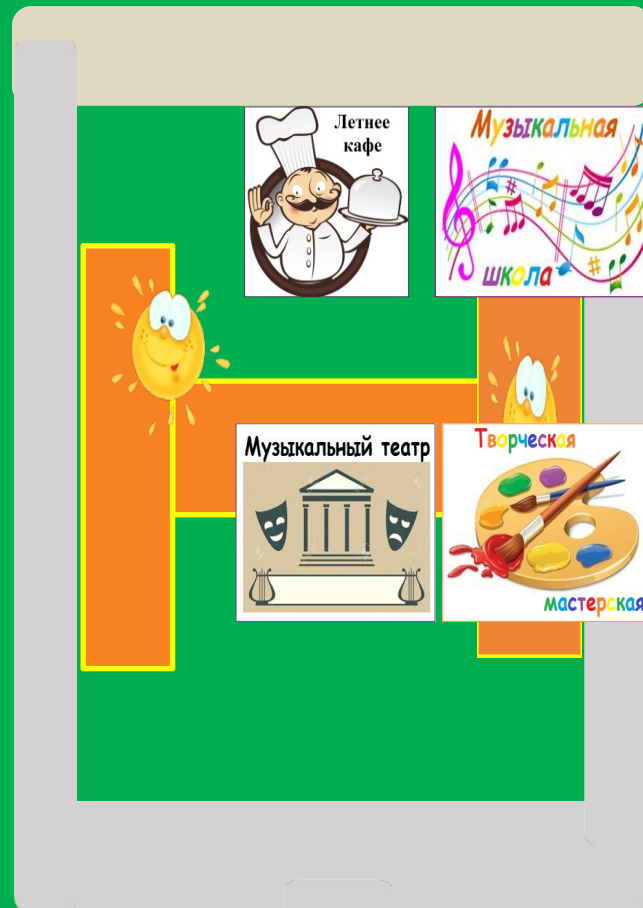 Летнее
кафе
Музыкальная
школа
Музыкальный театр
Творческая
мастерская